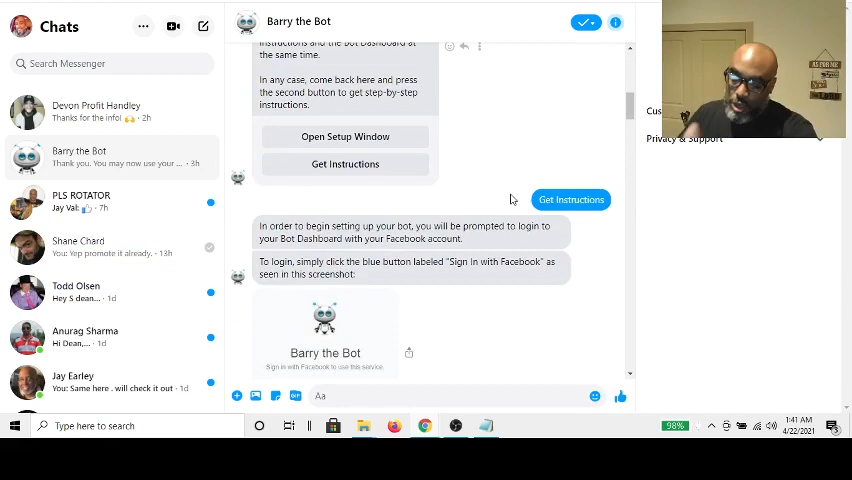 Chats
Search Messenger
Devon Profit Handley
Thanks for the info! 🙌 · 2h
Barry the Bot
Thank you. You may now use your ... · 3h
PLS ROTATOR
Jay Val: 👍 · 7h
Shane Chard
You: Yep promote it already. · 13h
Todd Olsen
Hey S dean... · 1d
Anurag Sharma
Hi Dean,... · 1d
Jay Earley
You: Same here . will check it out · 1d
Barry the Bot
instructions and the Bot Dashboard at
the same time.
In any case, come back here and press
the second button to get step-by-step
instructions.
Open Setup Window
Get Instructions
Get Instructions
In order to begin setting up your bot, you will be prompted to login to
your Bot Dashboard with your Facebook account.
To login, simply click the blue button labeled "Sign In with Facebook" as
seen in this screenshot:
Barry the Bot
Sign in with Facebook to use this service.
GIF
Aa
Cus
Privacy & Support
AS FOR ME
Type here to search
98%
1:41 AM
4/22/2021
3